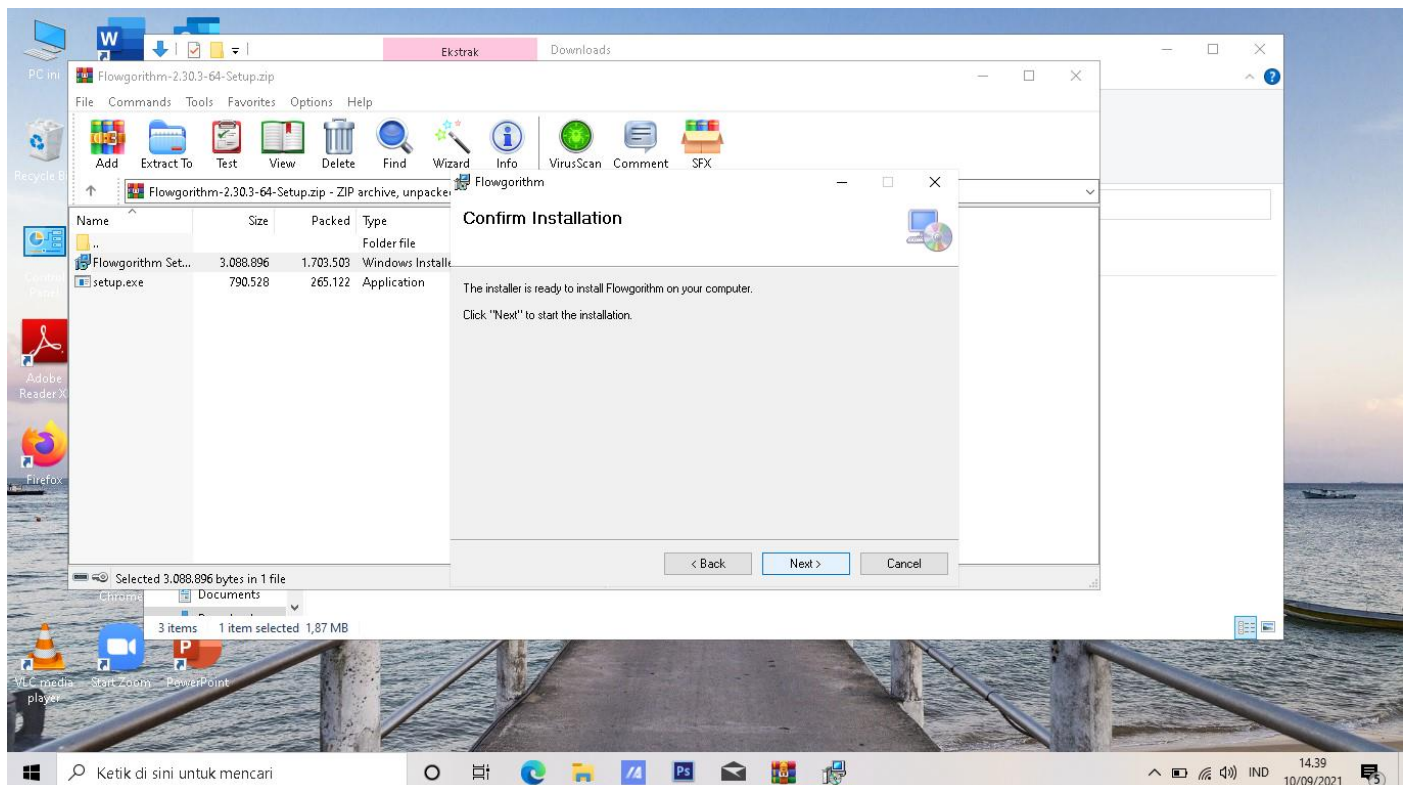 Ekstrak
Downloads
PC ini
Flowgorithm-2.30.3-64-Setup.zip
File Commands Tools Favorites Options Help
Add Extract To Test View Delete Find Wizard Info VirusScan Comment SFX
Recycle Bi
Flowgorithm-2.30.3-64-Setup.zip - ZIP archive, unpacke
Name Size Packed Type
.. Folder file
Flowgorithm Set... 3.088.896 1.703.503 Windows Installe
setup.exe 790.528 265.122 Application
Flowgorithm
Confirm Installation
The installer is ready to install Flowgorithm on your computer.
Click "Next" to start the installation.
< Back Next > Cancel
Panel
Adobe
Reader X
Firefox
Selected 3.088.896 bytes in 1 file
Chrome
Documents
3 items 1 item selected 1,87 MB
VLC media
player
Start Zoom
PowerPoint
Ketik di sini untuk mencari
IND
14.39
10/09/2021
5